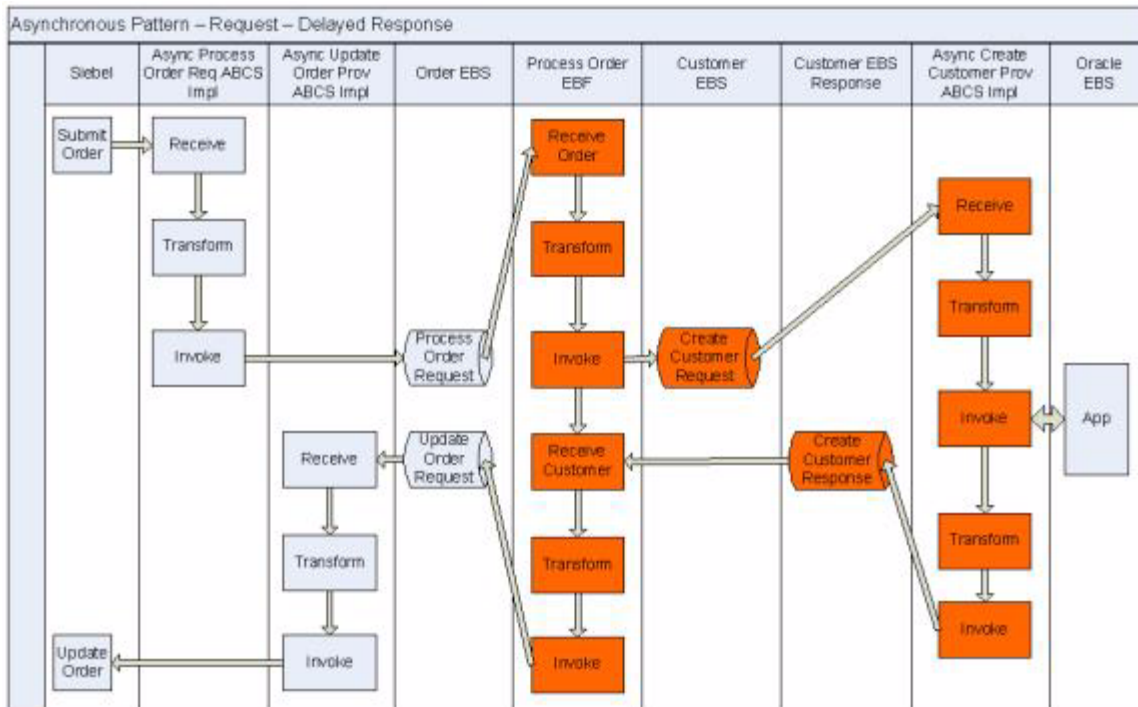 Asynchronous Pattern – Request – Delayed Response
Siebel
Async Process
Order Req ABCS
Impl
Async Update
Order Prov
ABCS Impl
Order EBS
Process Order
EBF
Customer
EBS
Customer EBS
Response
Async Create
Customer Prov
ABCS Impl
Oracle
EBS
Submit
Order
Receive
Receive
Order
Receive
Transform
Transform
Transform
Invoke
Process
Order
Request
Invoke
Create
Customer
Request
Invoke
App
Receive
Update
Order
Request
Receive
Customer
Create
Customer
Response
Transform
Transform
Transform
Invoke
Update
Order
Invoke
Invoke